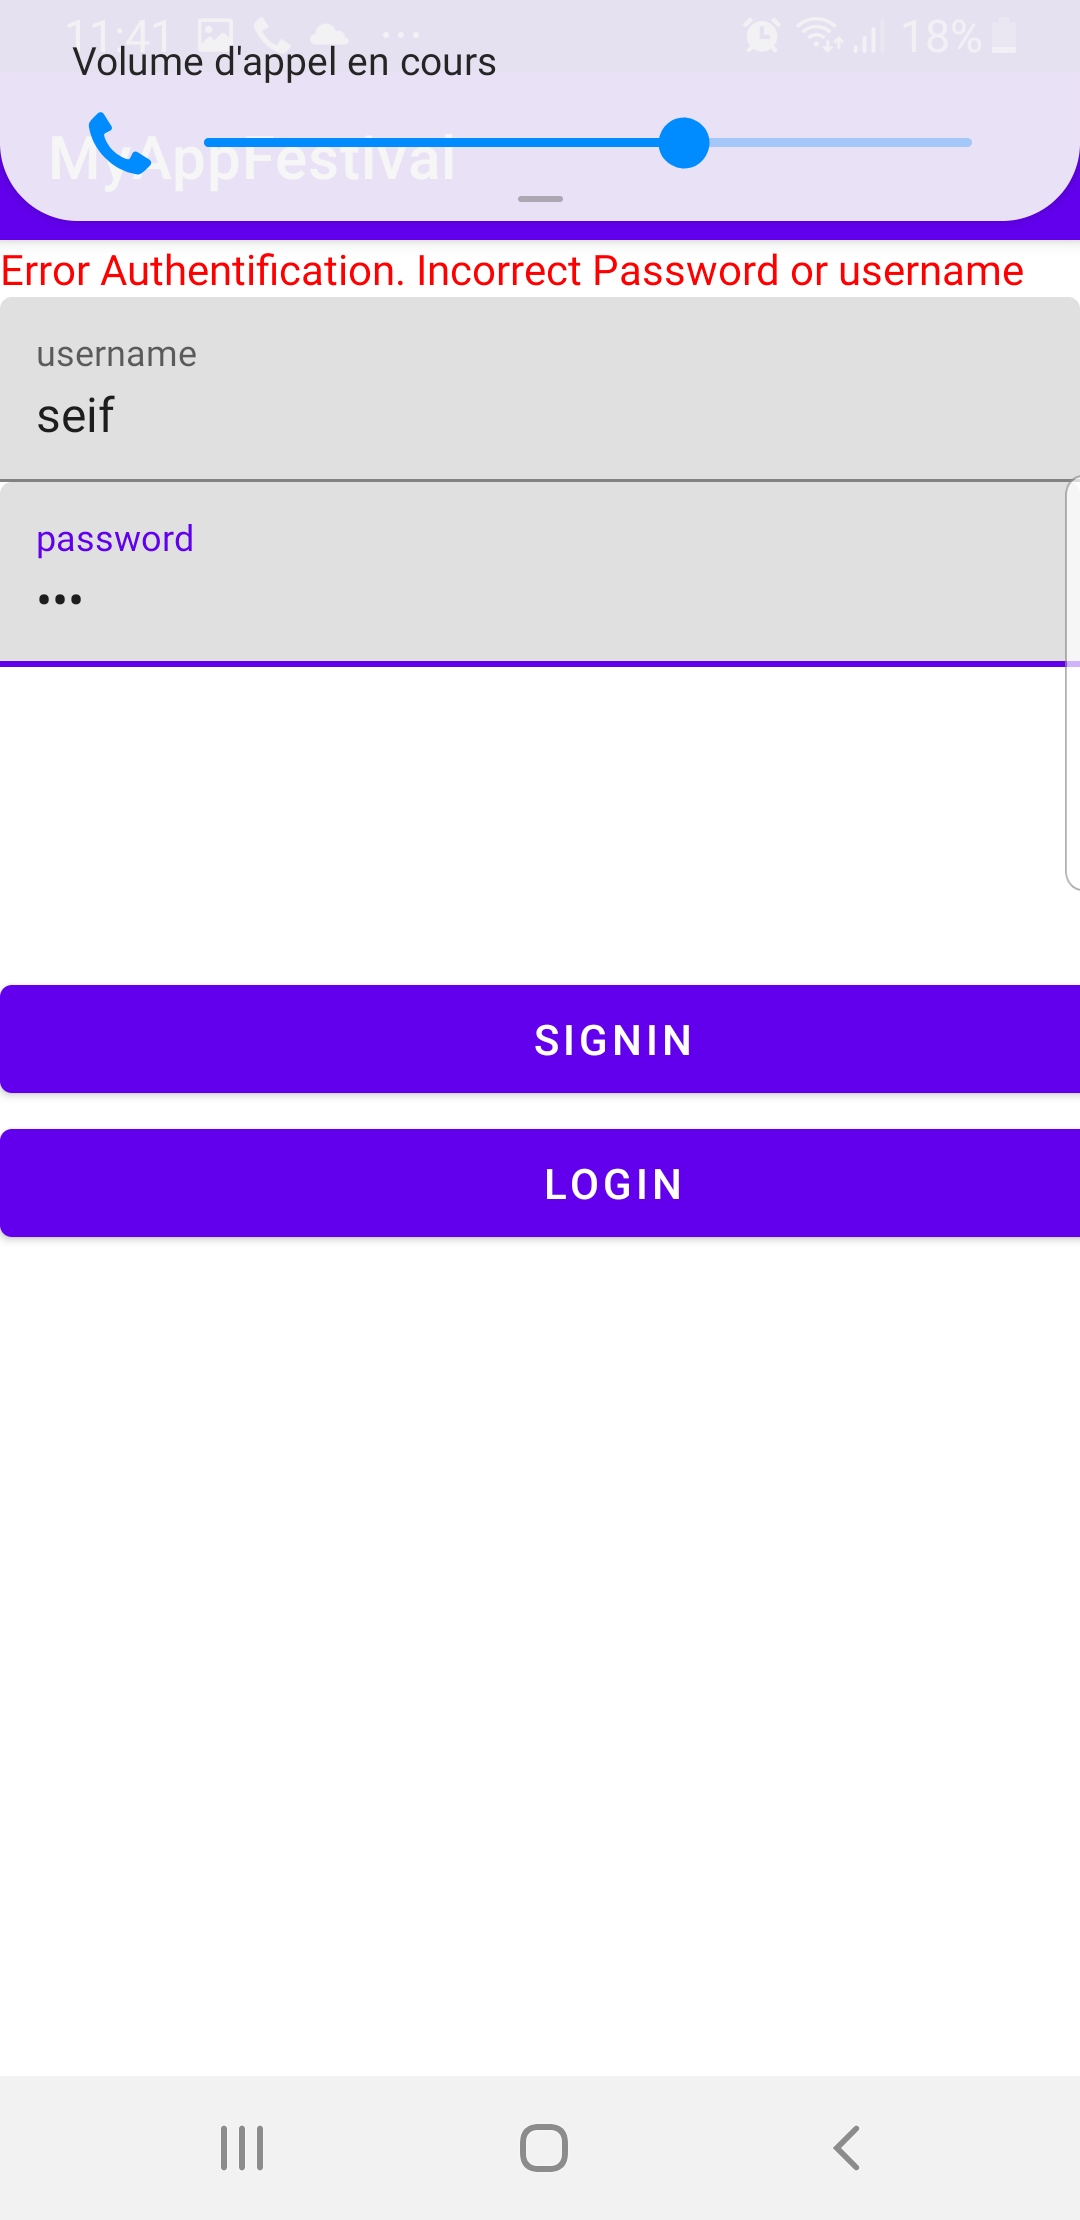 11:41 18%
Volume d'appel en cours
MyAppFestival
Error Authentification. Incorrect Password or username
username
seif
password
•••
SIGNIN
LOGIN